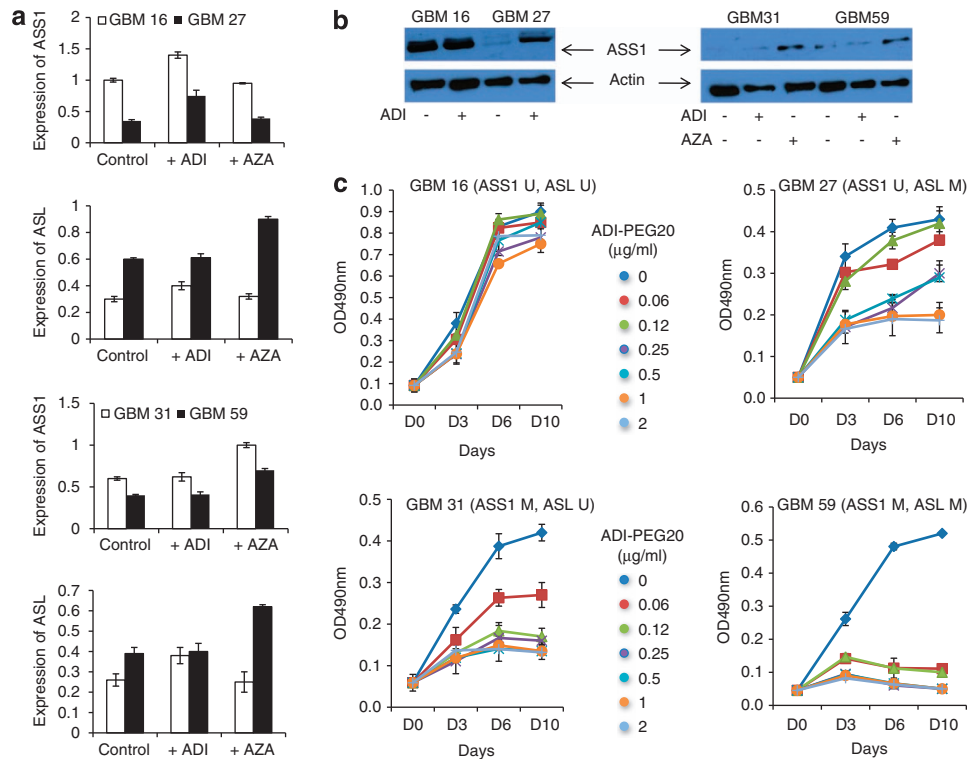 a
GBM 16 GBM 27
Expression of ASS1
2
1.5
1
0.5
0
Control + ADI + AZA
Expression of ASL
1
0.8
0.6
0.4
0.2
0
Control + ADI + AZA
GBM 31 GBM 59
Expression of ASS1
1.5
1
0.5
0
Control + ADI + AZA
Expression of ASL
0.7
0.6
0.5
0.4
0.3
0.2
0.1
0
Control + ADI + AZA
b
GBM 16 GBM 27 GBM31 GBM59
ASS1
Actin
ADI - + - +
ADI - + - - + -
AZA - - + - - +
c
GBM 16 (ASS1 U, ASL U)
OD490nm
1.0
0.9
0.8
0.7
0.6
0.5
0.4
0.3
0.2
0.1
0.0
D0 D3 D6 D10
Days
ADI-PEG20
(μg/ml)
0
0.06
0.12
0.25
0.5
1
2
GBM 27 (ASS1 U, ASL M)
OD490nm
0.5
0.4
0.3
0.2
0.1
0.0
D0 D3 D6 D10
Days
GBM 31 (ASS1 M, ASL U)
OD490nm
0.5
0.4
0.3
0.2
0.1
0.0
D0 D3 D6 D10
Days
ADI-PEG20
(μg/ml)
0
0.06
0.12
0.25
0.5
1
2
GBM 59 (ASS1 M, ASL M)
OD490nm
0.6
0.5
0.4
0.3
0.2
0.1
0.0
D0 D3 D6 D10
Days